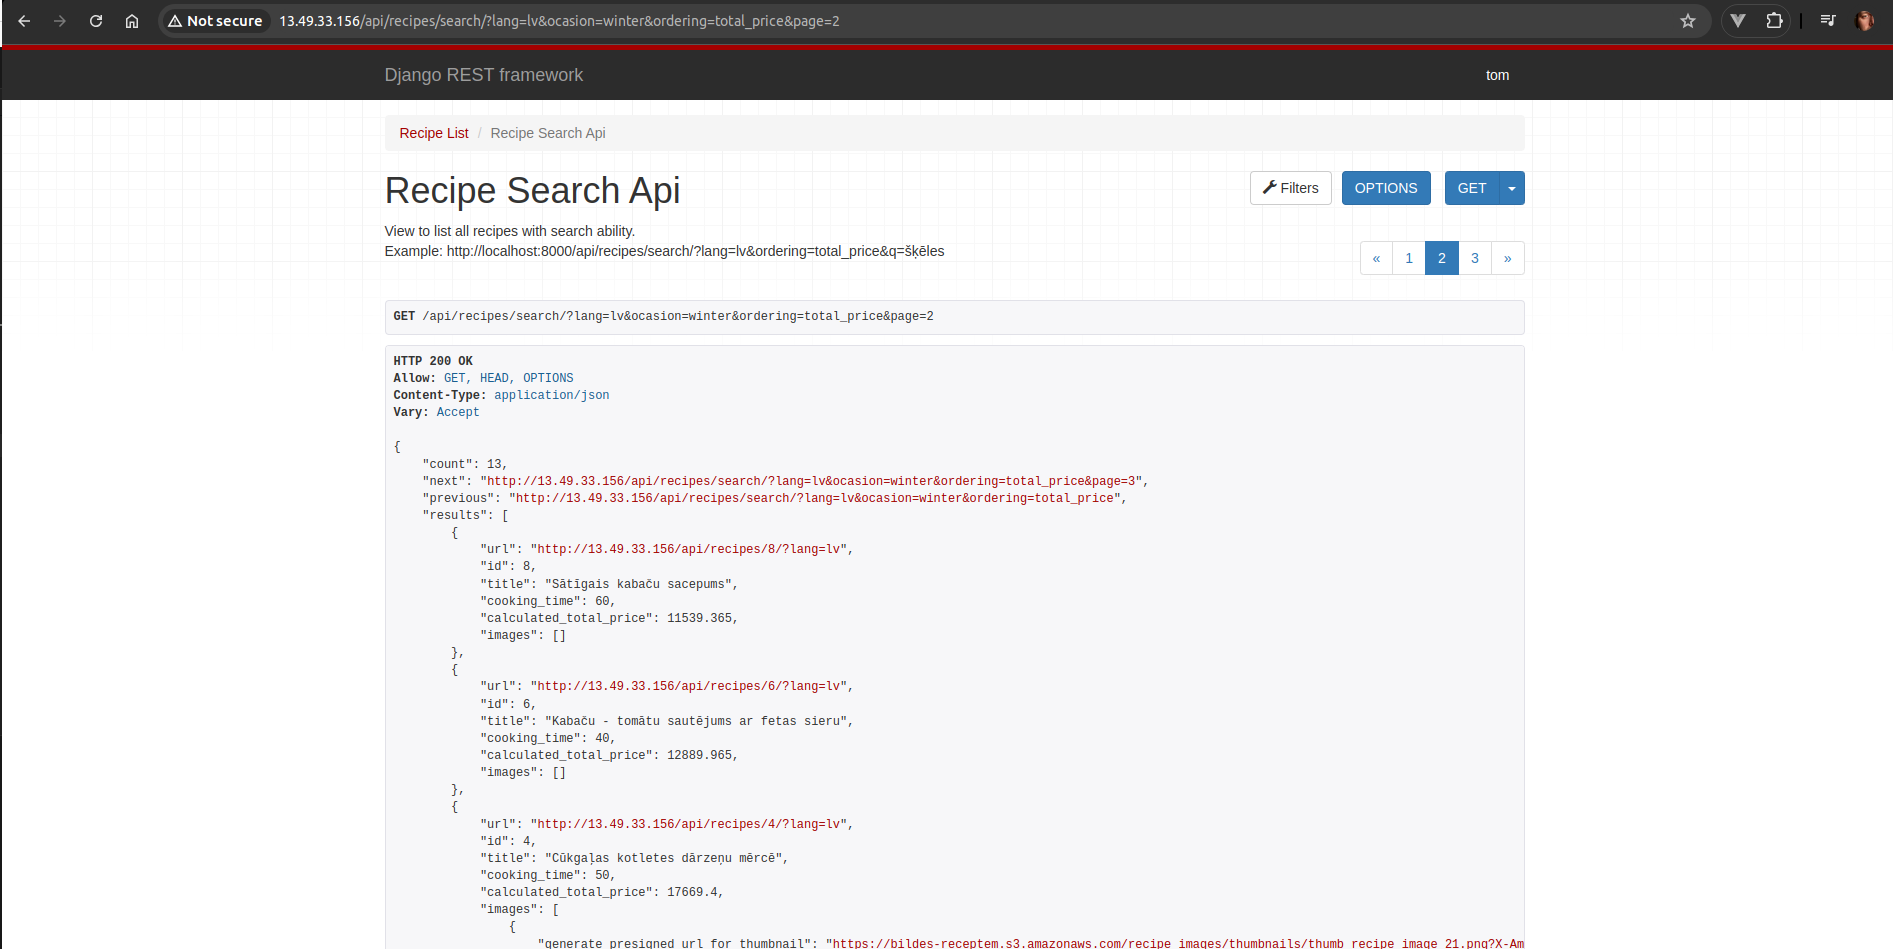 Not secure 13.49.33.156/api/recipes/search/?lang=lv&ocasion=winter&ordering=total_price&page=2
Django REST framework tom
Recipe List / Recipe Search Api
Recipe Search Api
Filters OPTIONS GET
View to list all recipes with search ability.
Example: http://localhost:8000/api/recipes/search/?lang=lv&ordering=total_price&q=šķēles
« 1 2 3 »
GET /api/recipes/search/?lang=lv&ocasion=winter&ordering=total_price&page=2
HTTP 200 OK
Allow: GET, HEAD, OPTIONS
Content-Type: application/json
Vary: Accept
{
"count": 13,
"next": "http://13.49.33.156/api/recipes/search/?lang=lv&ocasion=winter&ordering=total_price&page=3",
"previous": "http://13.49.33.156/api/recipes/search/?lang=lv&ocasion=winter&ordering=total_price",
"results": [
{
"url": "http://13.49.33.156/api/recipes/8/?lang=lv",
"id": 8,
"title": "Sātīgais kabaču sacepums",
"cooking_time": 60,
"calculated_total_price": 11539.365,
"images": []
},
{
"url": "http://13.49.33.156/api/recipes/6/?lang=lv",
"id": 6,
"title": "Kabaču - tomātu sautējums ar fetas sieru",
"cooking_time": 40,
"calculated_total_price": 12889.965,
"images": []
},
{
"url": "http://13.49.33.156/api/recipes/4/?lang=lv",
"id": 4,
"title": "Cūkgaļas kotletes dārzeņu mērcē",
"cooking_time": 50,
"calculated_total_price": 17669.4,
"images": [
{
"generate_presigned_url_for_thumbnail": "https://bildes-receptem.s3.amazonaws.com/recipe_images/thumbnails/thumb_recipe_image_21.png?X-Am